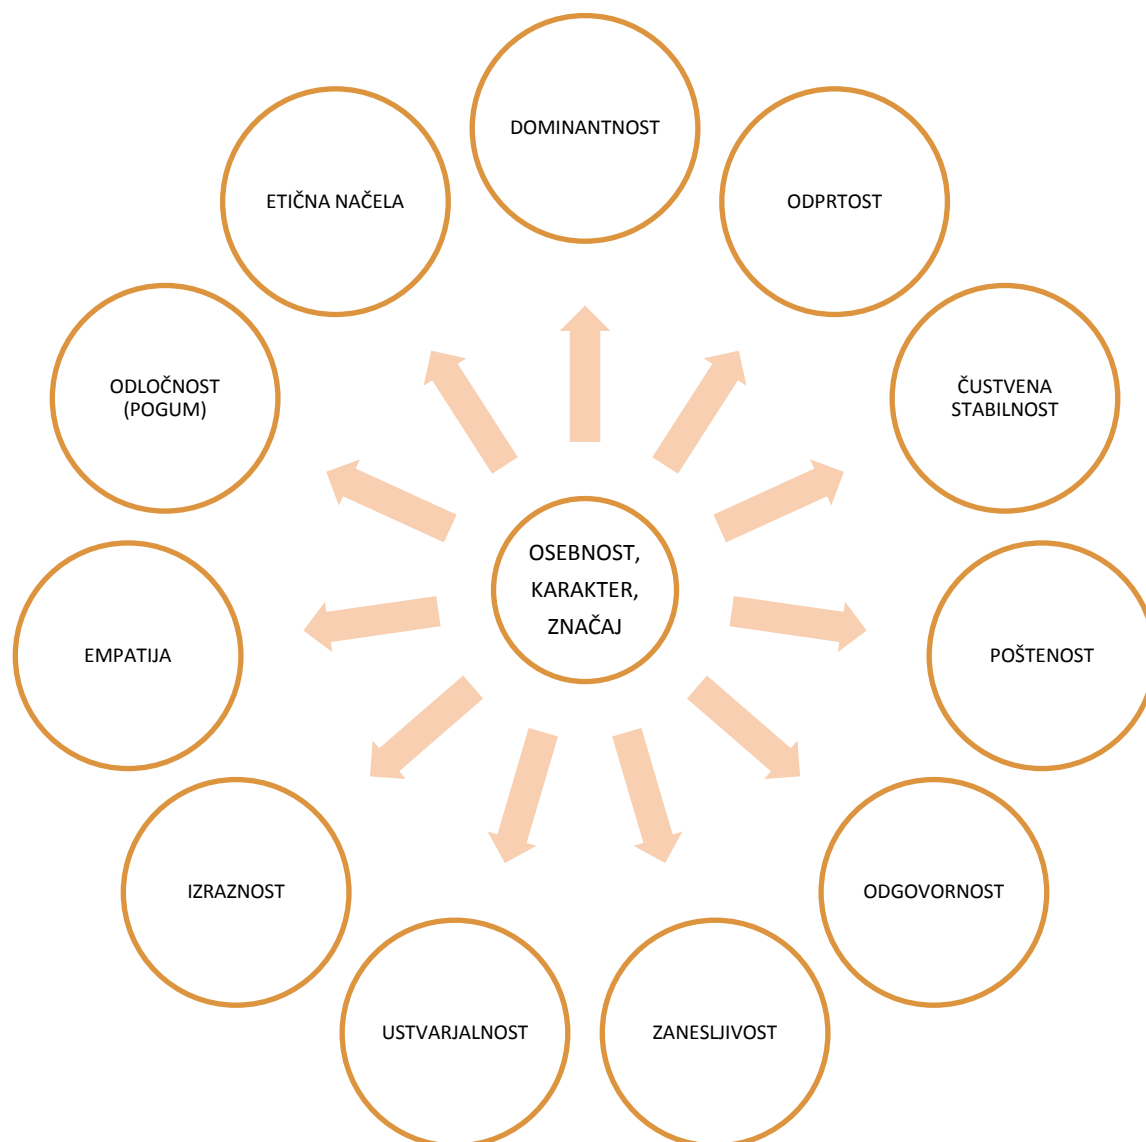 DOMINANTNOST
ODPRTOST
ČUSTVENA
STABILNOST
POŠTENOST
ODGOVORNOST
ZANESLJIVOST
USTVARJALNOST
IZRAZNOST
EMPATIJA
ODLOČNOST
(POGUM)
ETIČNA NAČELA
OSEBNOST,
KARAKTER,
ZNAČAJ